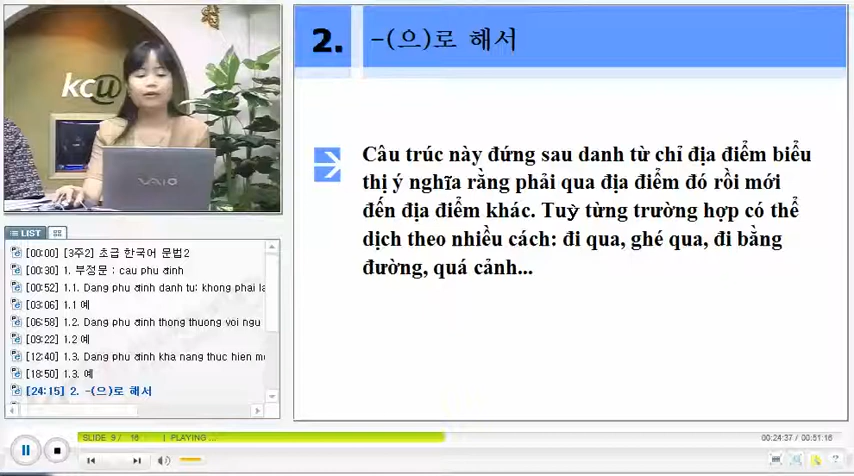 2. -(으)로 해서
kcu
VAIO
Câu trúc này đứng sau danh từ chỉ địa điểm biểu
thị ý nghĩa rằng phải qua địa điểm đó rồi mới
đến địa điểm khác. Tuỳ từng trường hợp có thể
dịch theo nhiều cách: đi qua, ghé qua, đi bằng
đường, quá cảnh...
LIST
[00:00] [3주2] 초급 한국어 문법2
[00:30] 1. 부정문 : cau phu đinh
[00:52] 1.1. Dang phu đinh danh tu: khong phai la
[03:06] 1.1 예
[06:58] 1.2. Dang phu đinh thong thuong voi ngu
[09:22] 1.2 예
[12:40] 1.3. Dang phu đinh kha nang thuc hien mo
[18:50] 1.3. 예
[24:15] 2. -(으)로 해서
SLIDE 9/ 16 | PLAYING ...
00:24:37 / 00:51:16